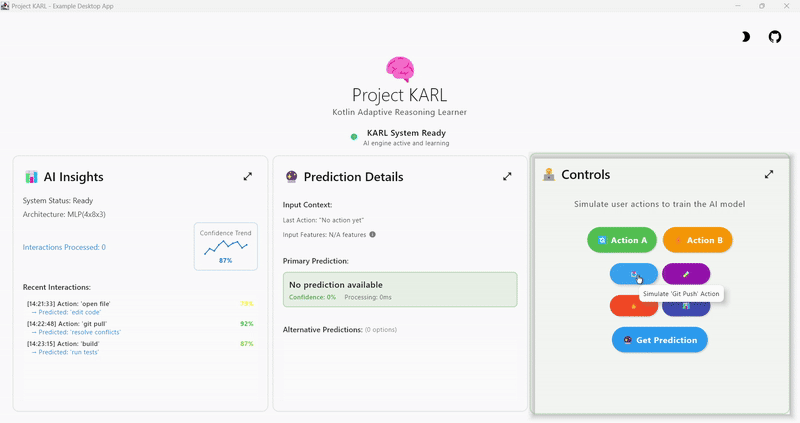 Project KARL - Example Desktop App
Project KARL
Kotlin Adaptive Reasoning Learner
KARL System Ready
AI engine active and learning
AI Insights
System Status: Ready
Architecture: MLP(4x8x3)
Interactions Processed: 0
Confidence Trend
87%
Recent Interactions:
[14:21:33] Action: 'open file'
→ Predicted: 'edit code'
[14:22:48] Action: 'git pull' 92%
→ Predicted: 'resolve conflicts'
[14:23:15] Action: 'build' 87%
→ Predicted: 'run tests'
Prediction Details
Input Context:
Last Action: "No action yet"
Input Features: N/A features
Primary Prediction:
No prediction available
Confidence: 0% Processing: 0ms
Alternative Predictions: (0 options)
Controls
Simulate user actions to train the AI model
Action A
Action B
Simulate 'Git Push' Action
Get Prediction